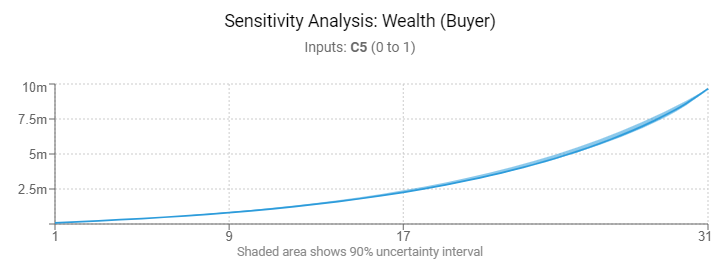 Sensitivity Analysis: Wealth (Buyer)
Inputs: C5 (0 to 1)
10m
7.5m
5m
2.5m
1 9 17 31
Shaded area shows 90% uncertainty interval